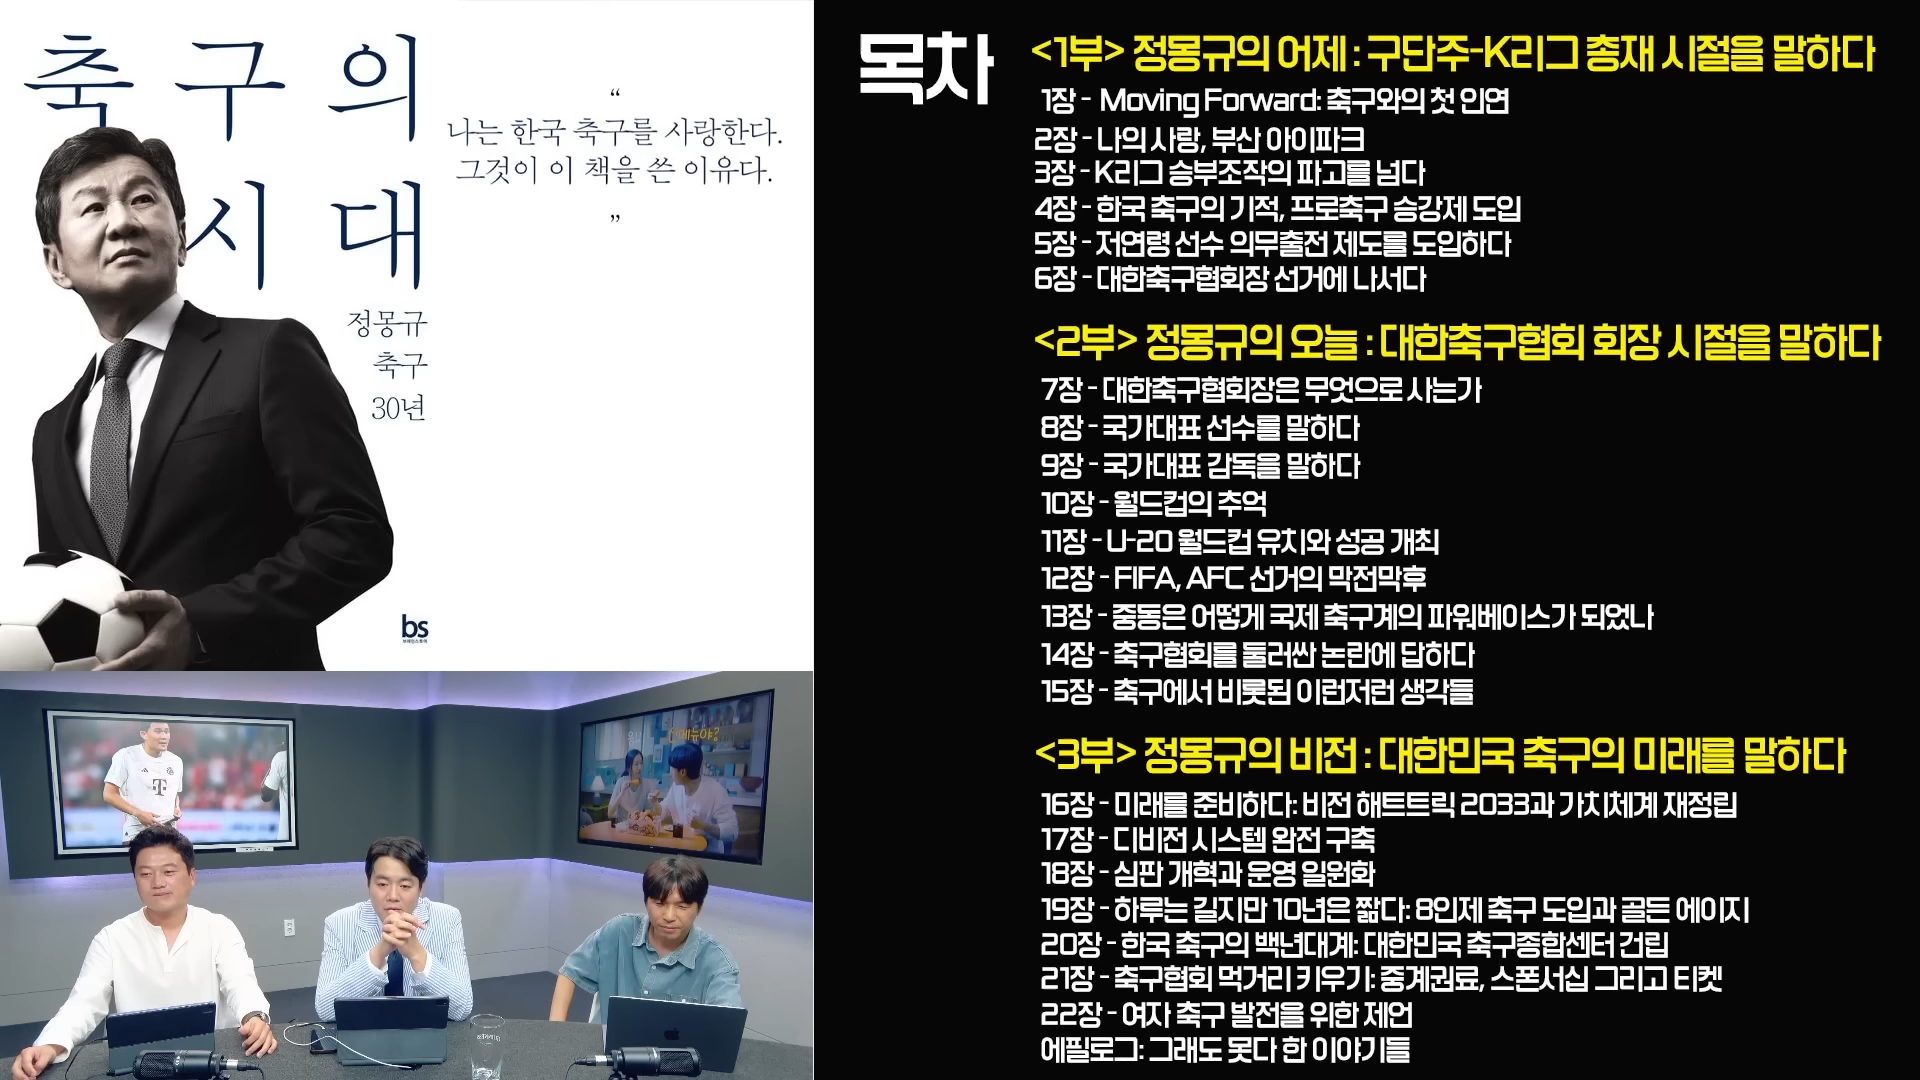 축구의
시대
정몽규
축구
30년
bs
브레인스토어
“
나는 한국 축구를 사랑한다.
그것이 이 책을 쓴 이유다.
”
T
메뉴야?
목차
<1부> 정몽규의 어제 : 구단주-K리그 총재 시절을 말하다
1장 - Moving Forward: 축구와의 첫 인연
2장 - 나의 사랑, 부산 아이파크
3장 - K리그 승부조작의 파고를 넘다
4장 - 한국 축구의 기적, 프로축구 승강제 도입
5장 - 저연령 선수 의무출전 제도를 도입하다
6장 - 대한축구협회장 선거에 나서다
<2부> 정몽규의 오늘 : 대한축구협회 회장 시절을 말하다
7장 - 대한축구협회장은 무엇으로 사는가
8장 - 국가대표 선수를 말하다
9장 - 국가대표 감독을 말하다
10장 - 월드컵의 추억
11장 - U-20 월드컵 유치와 성공 개최
12장 - FIFA, AFC 선거의 막전막후
13장 - 중동은 어떻게 국제 축구계의 파워베이스가 되었나
14장 - 축구협회를 둘러싼 논란에 답하다
15장 - 축구에서 비롯된 이런저런 생각들
<3부> 정몽규의 비전 : 대한민국 축구의 미래를 말하다
16장 - 미래를 준비하다: 비전 해트트릭 2033과 가치체계 재정립
17장 - 디비전 시스템 완전 구축
18장 - 심판 개혁과 운영 일원화
19장 - 하루는 길지만 10년은 짧다: 8인제 축구 도입과 골든 에이지
20장 - 한국 축구의 백년대계: 대한민국 축구종합센터 건립
21장 - 축구협회 먹거리 키우기: 중계권료, 스폰서십 그리고 티켓
22장 - 여자 축구 발전을 위한 제언
에필로그: 그래도 못다 한 이야기들